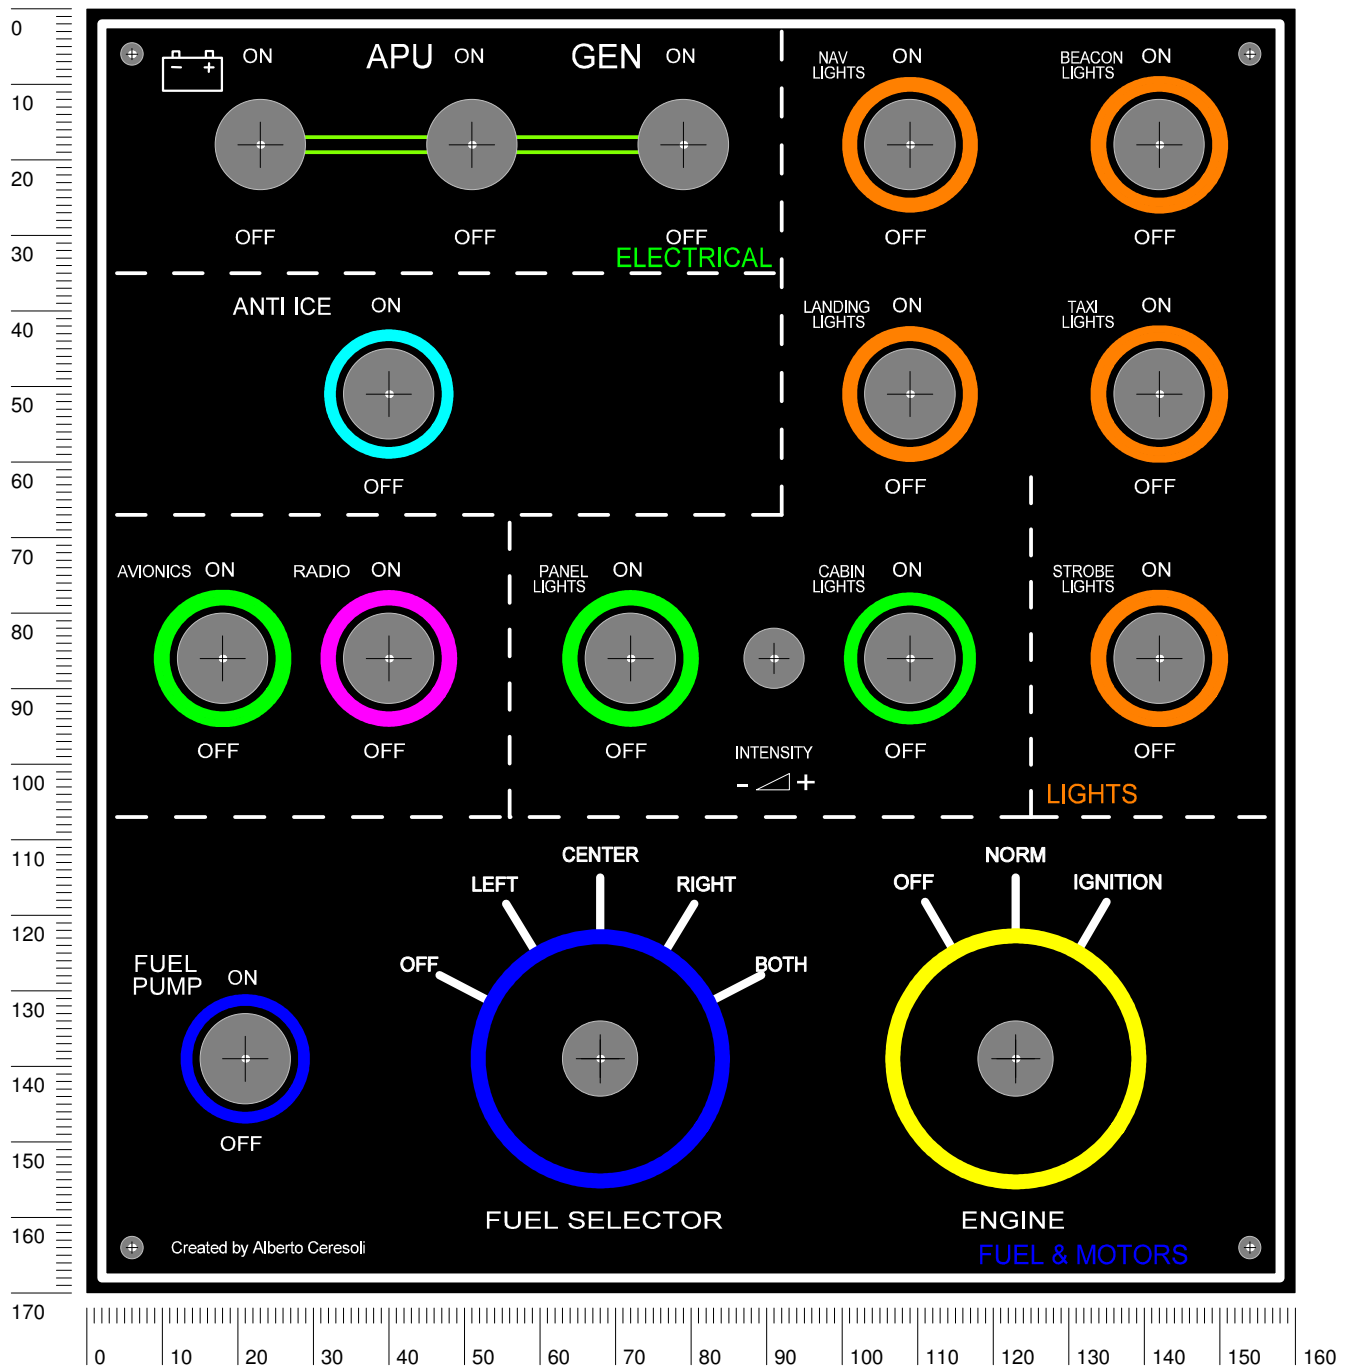 0
10
20
30
40
50
60
70
80
90
100
110
120
130
140
150
160
170
- +
ON
APU ON
GEN ON
OFF
OFF
OFF
ELECTRICAL
NAV
LIGHTS
ON
OFF
BEACON
LIGHTS
ON
OFF
ANTI ICE ON
OFF
LANDING
LIGHTS
ON
OFF
TAXI
LIGHTS
ON
OFF
AVIONICS ON
OFF
RADIO ON
OFF
PANEL
LIGHTS
ON
OFF
INTENSITY
- +
CABIN
LIGHTS
ON
OFF
STROBE
LIGHTS
ON
OFF
LIGHTS
FUEL
PUMP
ON
OFF
OFF
LEFT
CENTER
RIGHT
BOTH
FUEL SELECTOR
OFF
NORM
IGNITION
ENGINE
FUEL & MOTORS
Created by Alberto Ceresoli
0 10 20 30 40 50 60 70 80 90 100 110 120 130 140 150 160